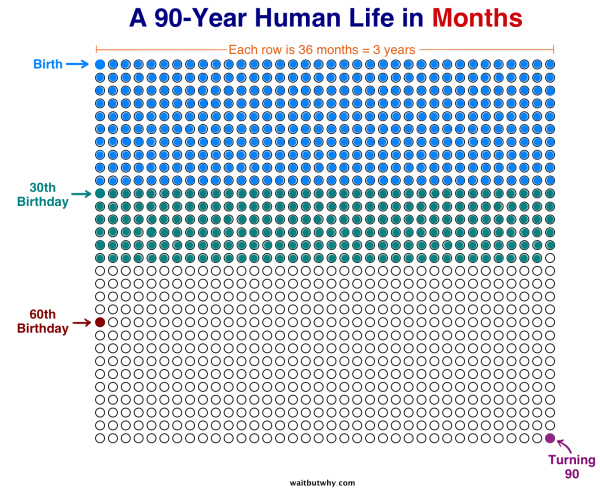 A 90-Year Human Life in Months
Each row is 36 months = 3 years
Birth
30th
Birthday
60th
Birthday
Turning
90
waitbutwhy.com